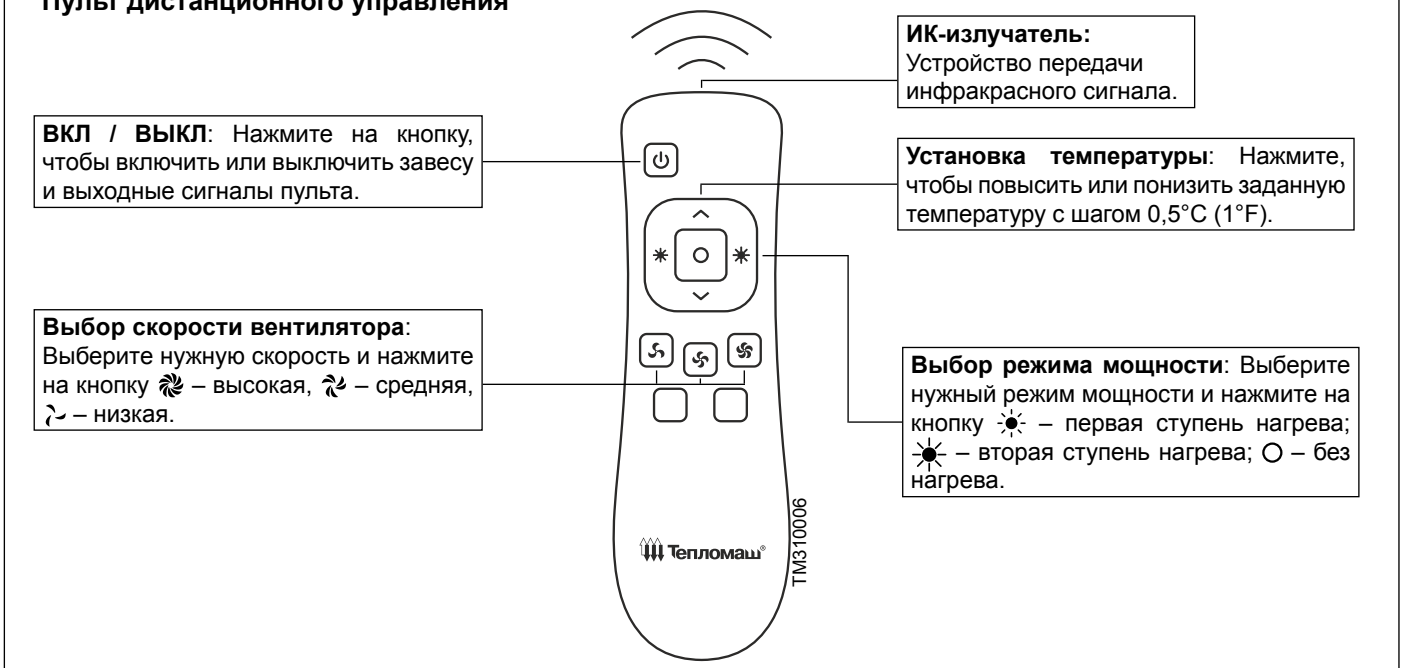 Пульт дистанционного управления
ИК-излучатель:
Устройство передачи
инфракрасного сигнала.
ВКЛ / ВЫКЛ: Нажмите на кнопку,
чтобы включить или выключить завесу
и выходные сигналы пульта.
Установка температуры: Нажмите,
чтобы повысить или понизить заданную
температуру с шагом 0,5°C (1°F).
Выбор скорости вентилятора:
Выберите нужную скорость и нажмите
на кнопку – высокая, – средняя,
– низкая.
Выбор режима мощности: Выберите
нужный режим мощности и нажмите на
кнопку – первая ступень нагрева;
– вторая ступень нагрева; – без
нагрева.
Тепломаш®
TM310006